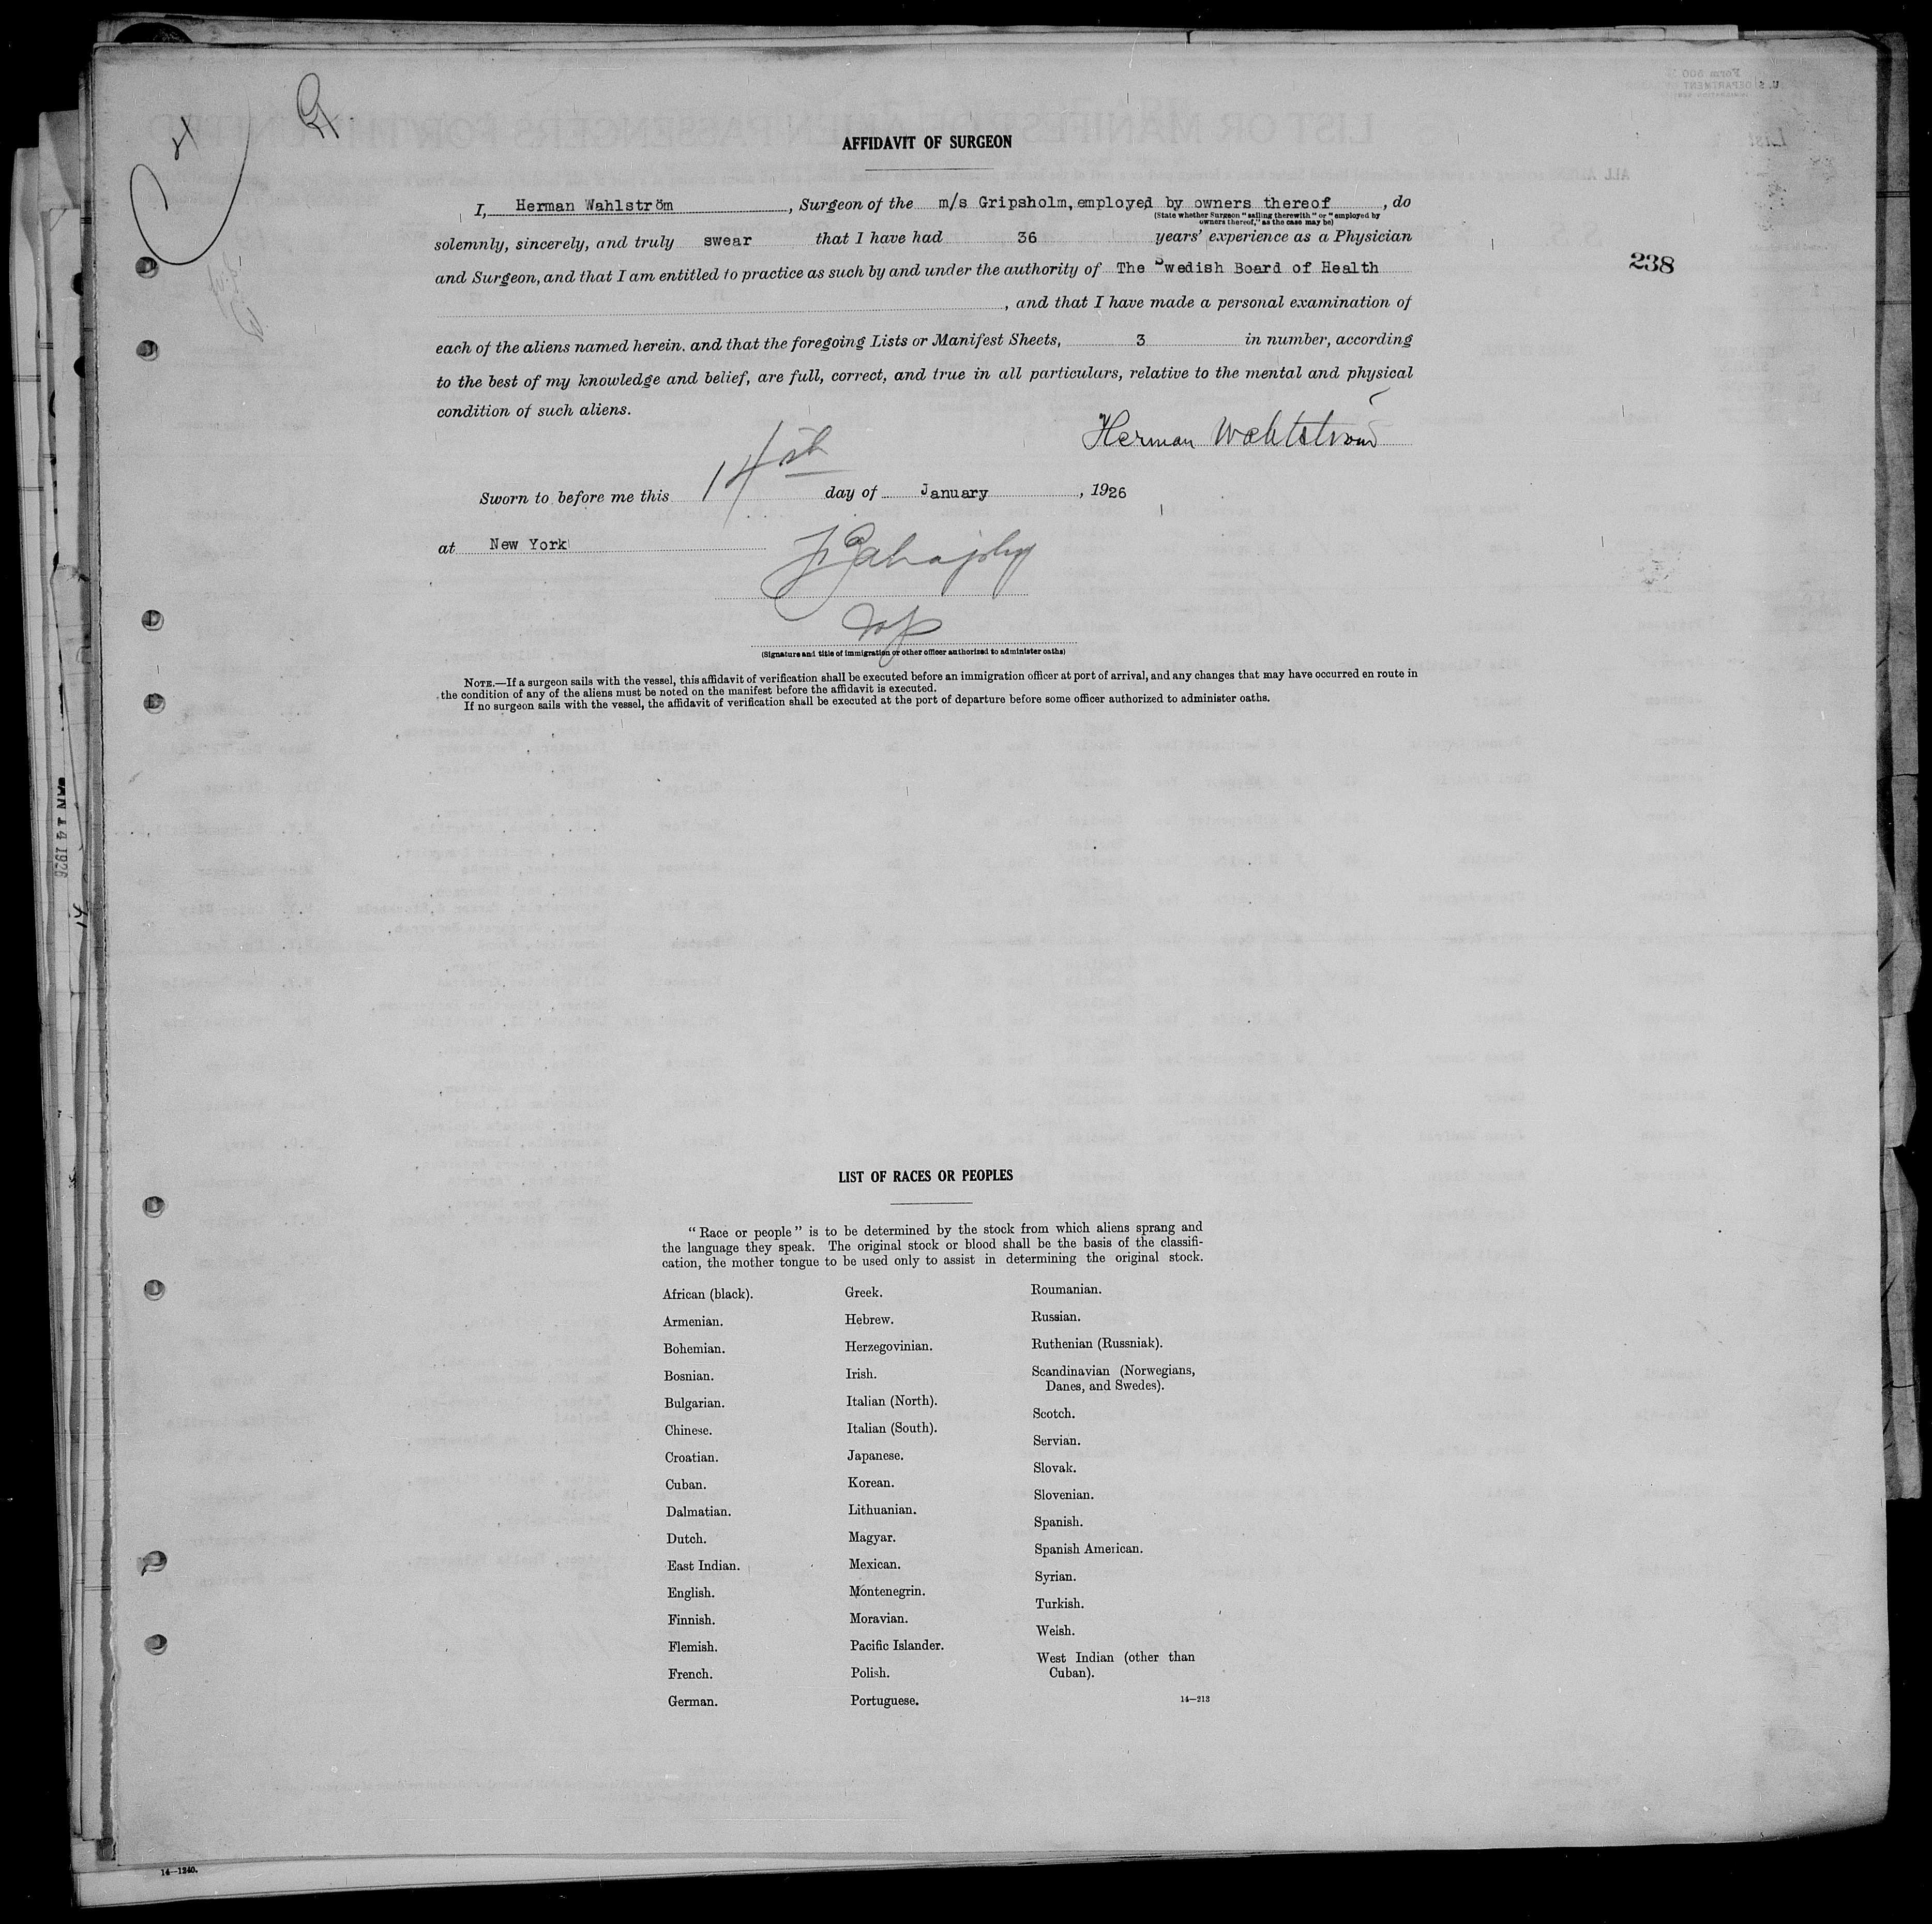 AFFIDAVIT OF SURGEON
I, Herman Wahlström, Surgeon of the m/s Gripsholm, employed by owners thereof, do
(State whether Surgeon "sailing therewith" or "employed by
owners thereof," as the case may be)
solemnly, sincerely, and truly swear that I have had 36 years' experience as a Physician
238
and Surgeon, and that I am entitled to practice as such by and under the authority of The Swedish Board of Health
, and that I have made a personal examination of
each of the aliens named herein. and that the foregoing Lists or Manifest Sheets, 3 in number, according
to the best of my knowledge and belief, are full, correct, and true in all particulars, relative to the mental and physical
condition of such aliens.
Herman Wahlström
Sworn to before me this 14th day of January, 1926
at New York
(Signature and title of immigration or other officer authorized to administer oaths)
NOTE.—If a surgeon sails with the vessel, this affidavit of verification shall be executed before an immigration officer at port of arrival, and any changes that may have occurred en route in
the condition of any of the aliens must be noted on the manifest before the affidavit is executed.
If no surgeon sails with the vessel, the affidavit of verification shall be executed at the port of departure before some officer authorized to administer oaths.
JAN 14 1926
LIST OF RACES OR PEOPLES
"Race or people" is to be determined by the stock from which aliens sprang and
the language they speak. The original stock or blood shall be the basis of the classifi-
cation, the mother tongue to be used only to assist in determining the original stock.
African (black).
Armenian.
Bohemian.
Bosnian.
Bulgarian.
Chinese.
Croatian.
Cuban.
Dalmatian.
Dutch.
East Indian.
English.
Finnish.
Flemish.
French.
German.
Greek.
Hebrew.
Herzegovinian.
Irish.
Italian (North).
Italian (South).
Japanese.
Korean.
Lithuanian.
Magyar.
Mexican.
Montenegrin.
Moravian.
Pacific Islander.
Polish.
Portuguese.
Roumanian.
Russian.
Ruthenian (Russniak).
Scandinavian (Norwegians,
Danes, and Swedes).
Scotch.
Servian.
Slovak.
Slovenian.
Spanish.
Spanish American.
Syrian.
Turkish.
Welsh.
West Indian (other than
Cuban).
14—213
14—1240.